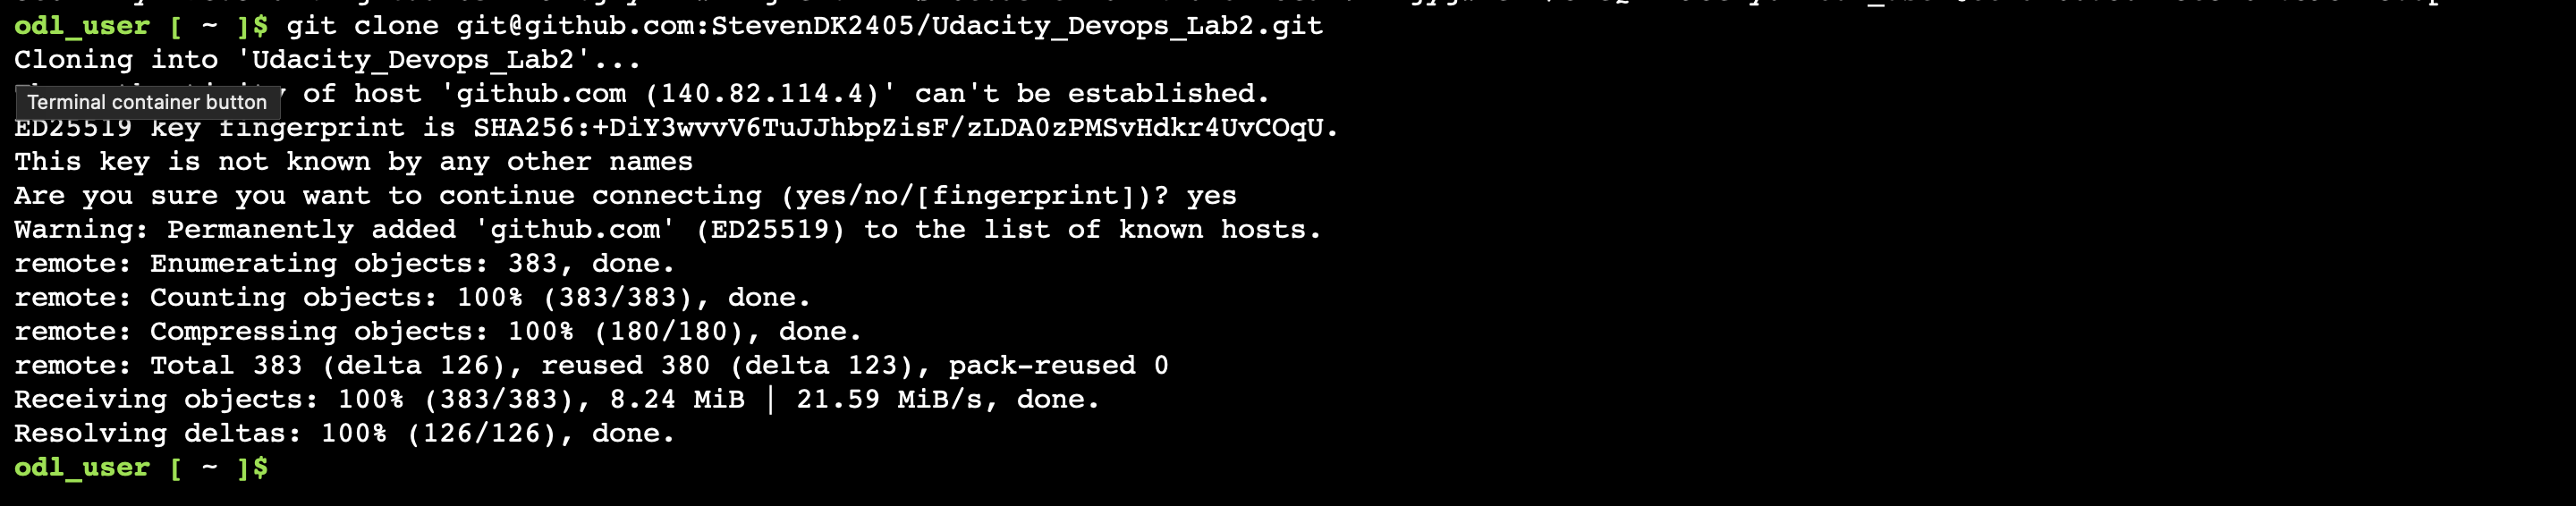 odl_user [ ~ ]$ git clone git@github.com:StevenDK2405/Udacity_Devops_Lab2.git
Cloning into 'Udacity_Devops_Lab2'...
of host 'github.com (140.82.114.4)' can't be established.
Terminal container button
ED25519 key fingerprint is SHA256:+DiY3wvvV6TuJJhbpZisF/zLDA0zPMSvHdkr4UvCOqU.
This key is not known by any other names
Are you sure you want to continue connecting (yes/no/[fingerprint])? yes
Warning: Permanently added 'github.com' (ED25519) to the list of known hosts.
remote: Enumerating objects: 383, done.
remote: Counting objects: 100% (383/383), done.
remote: Compressing objects: 100% (180/180), done.
remote: Total 383 (delta 126), reused 380 (delta 123), pack-reused 0
Receiving objects: 100% (383/383), 8.24 MiB | 21.59 MiB/s, done.
Resolving deltas: 100% (126/126), done.
odl_user [ ~ ]$